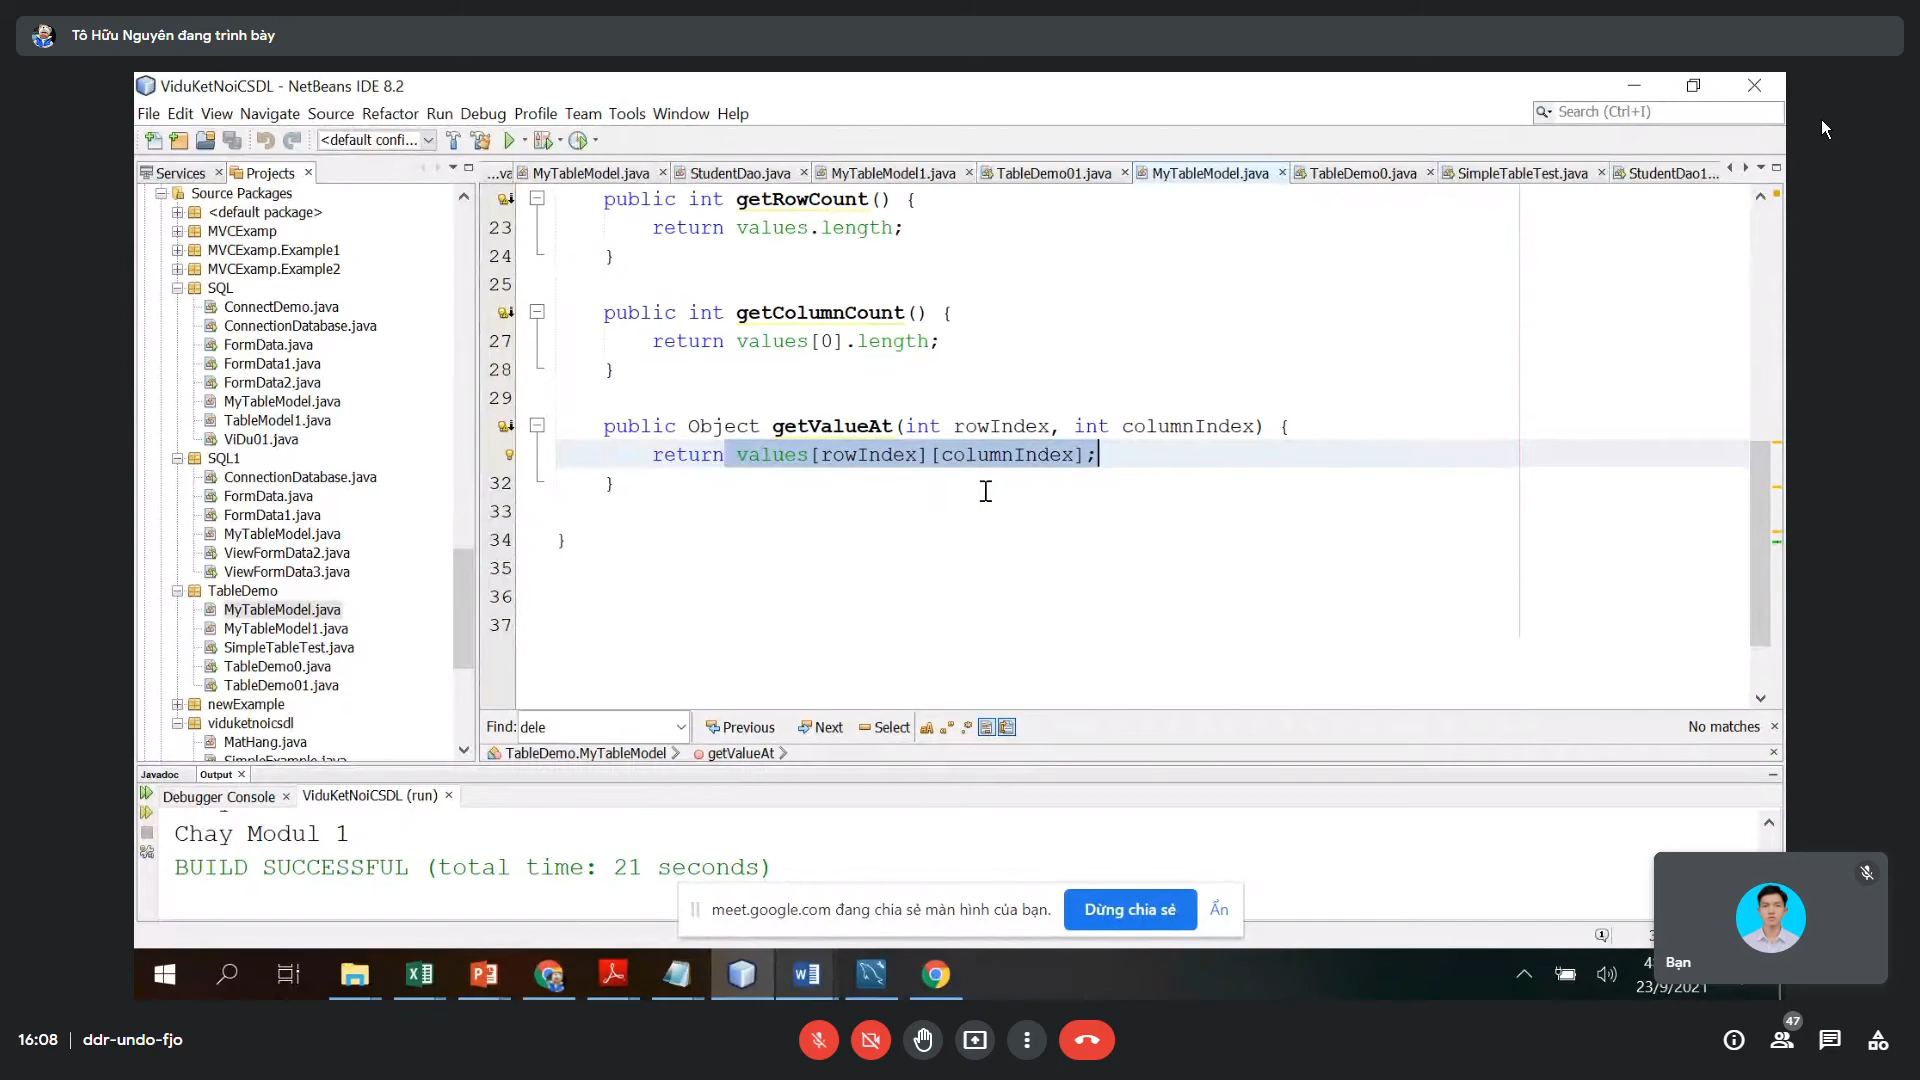 Tô Hữu Nguyên đang trình bày
ViduKetNoiCSDL - NetBeans IDE 8.2
File Edit View Navigate Source Refactor Run Debug Profile Team Tools Window Help
Search (Ctrl+I)
<default confi...
Services Projects
...va MyTableModel.java StudentDao.java MyTableModel1.java TableDemo01.java MyTableModel.java TableDemo0.java SimpleTableTest.java StudentDao1...
Source Packages
<default package>
MVCExamp
MVCExamp.Example1
MVCExamp.Example2
SQL
ConnectDemo.java
ConnectionDatabase.java
FormData.java
FormData1.java
FormData2.java
MyTableModel.java
TableModel1.java
ViDu01.java
SQL1
ConnectionDatabase.java
FormData.java
FormData1.java
MyTableModel.java
ViewFormData2.java
ViewFormData3.java
TableDemo
MyTableModel.java
MyTableModel1.java
SimpleTableTest.java
TableDemo0.java
TableDemo01.java
newExample
viduketnoicsdl
MatHang.java
SimpleExample.java
public int getRowCount() {
23 return values.length;
24 }
25
public int getColumnCount() {
27 return values[0].length;
28 }
29
public Object getValueAt(int rowIndex, int columnIndex) {
return values[rowIndex][columnIndex];
32 }
33
34 }
35
36
37
Find: dele Previous Next Select No matches
TableDemo.MyTableModel getValueAt
Javadoc Output
Debugger Console ViduKetNoiCSDL (run)
Chay Modul 1
BUILD SUCCESSFUL (total time: 21 seconds)
meet.google.com đang chia sẻ màn hình của bạn. Dừng chia sẻ Ẩn
Bạn
23/9/2021
16:08 ddr-undo-fjo
47